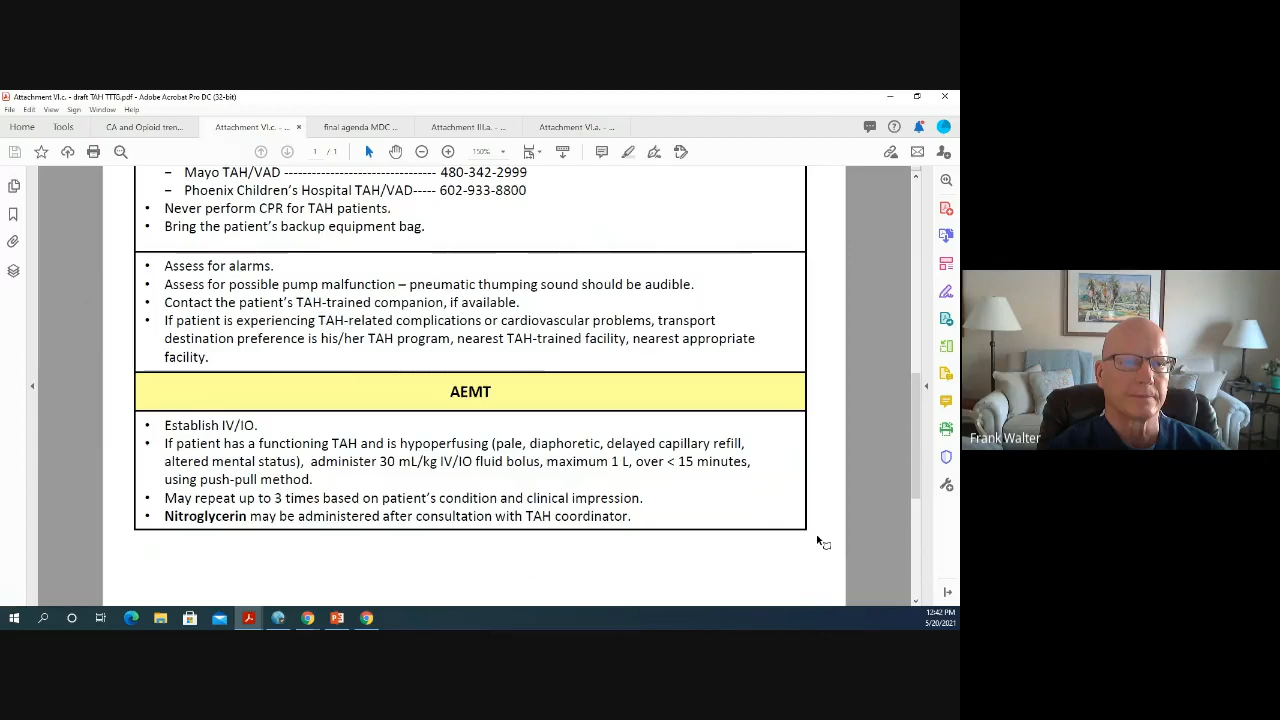 Attachment VI.c. - draft TAH TTTG.pdf - Adobe Acrobat Pro DC (32-bit)
File Edit View Sign Window Help
Home Tools CA and Opioid tren... Attachment VI.c. - ... × final agenda MDC ... Attachment III.a. - ... Attachment VI.a. - ...
1 / 1 150%
– Mayo TAH/VAD -------------------------------- 480-342-2999
– Phoenix Children's Hospital TAH/VAD----- 602-933-8800
• Never perform CPR for TAH patients.
• Bring the patient's backup equipment bag.
• Assess for alarms.
• Assess for possible pump malfunction – pneumatic thumping sound should be audible.
• Contact the patient's TAH-trained companion, if available.
• If patient is experiencing TAH-related complications or cardiovascular problems, transport
destination preference is his/her TAH program, nearest TAH-trained facility, nearest appropriate
facility.
AEMT
• Establish IV/IO.
• If patient has a functioning TAH and is hypoperfusing (pale, diaphoretic, delayed capillary refill,
altered mental status), administer 30 mL/kg IV/IO fluid bolus, maximum 1 L, over < 15 minutes,
using push-pull method.
• May repeat up to 3 times based on patient's condition and clinical impression.
• Nitroglycerin may be administered after consultation with TAH coordinator.
Frank Walter
12:42 PM
5/20/2021